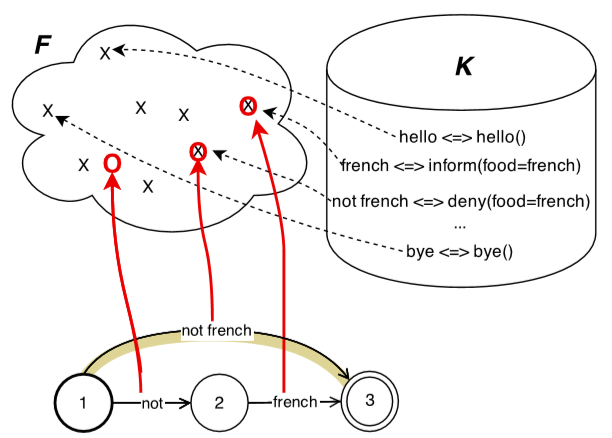 F
K
X
X
X
X
X
X
X
X
O
O
O
hello <=> hello()
french <=> inform(food=french)
not french <=> deny(food=french)
...
bye <=> bye()
not french
1
not
2
french
3